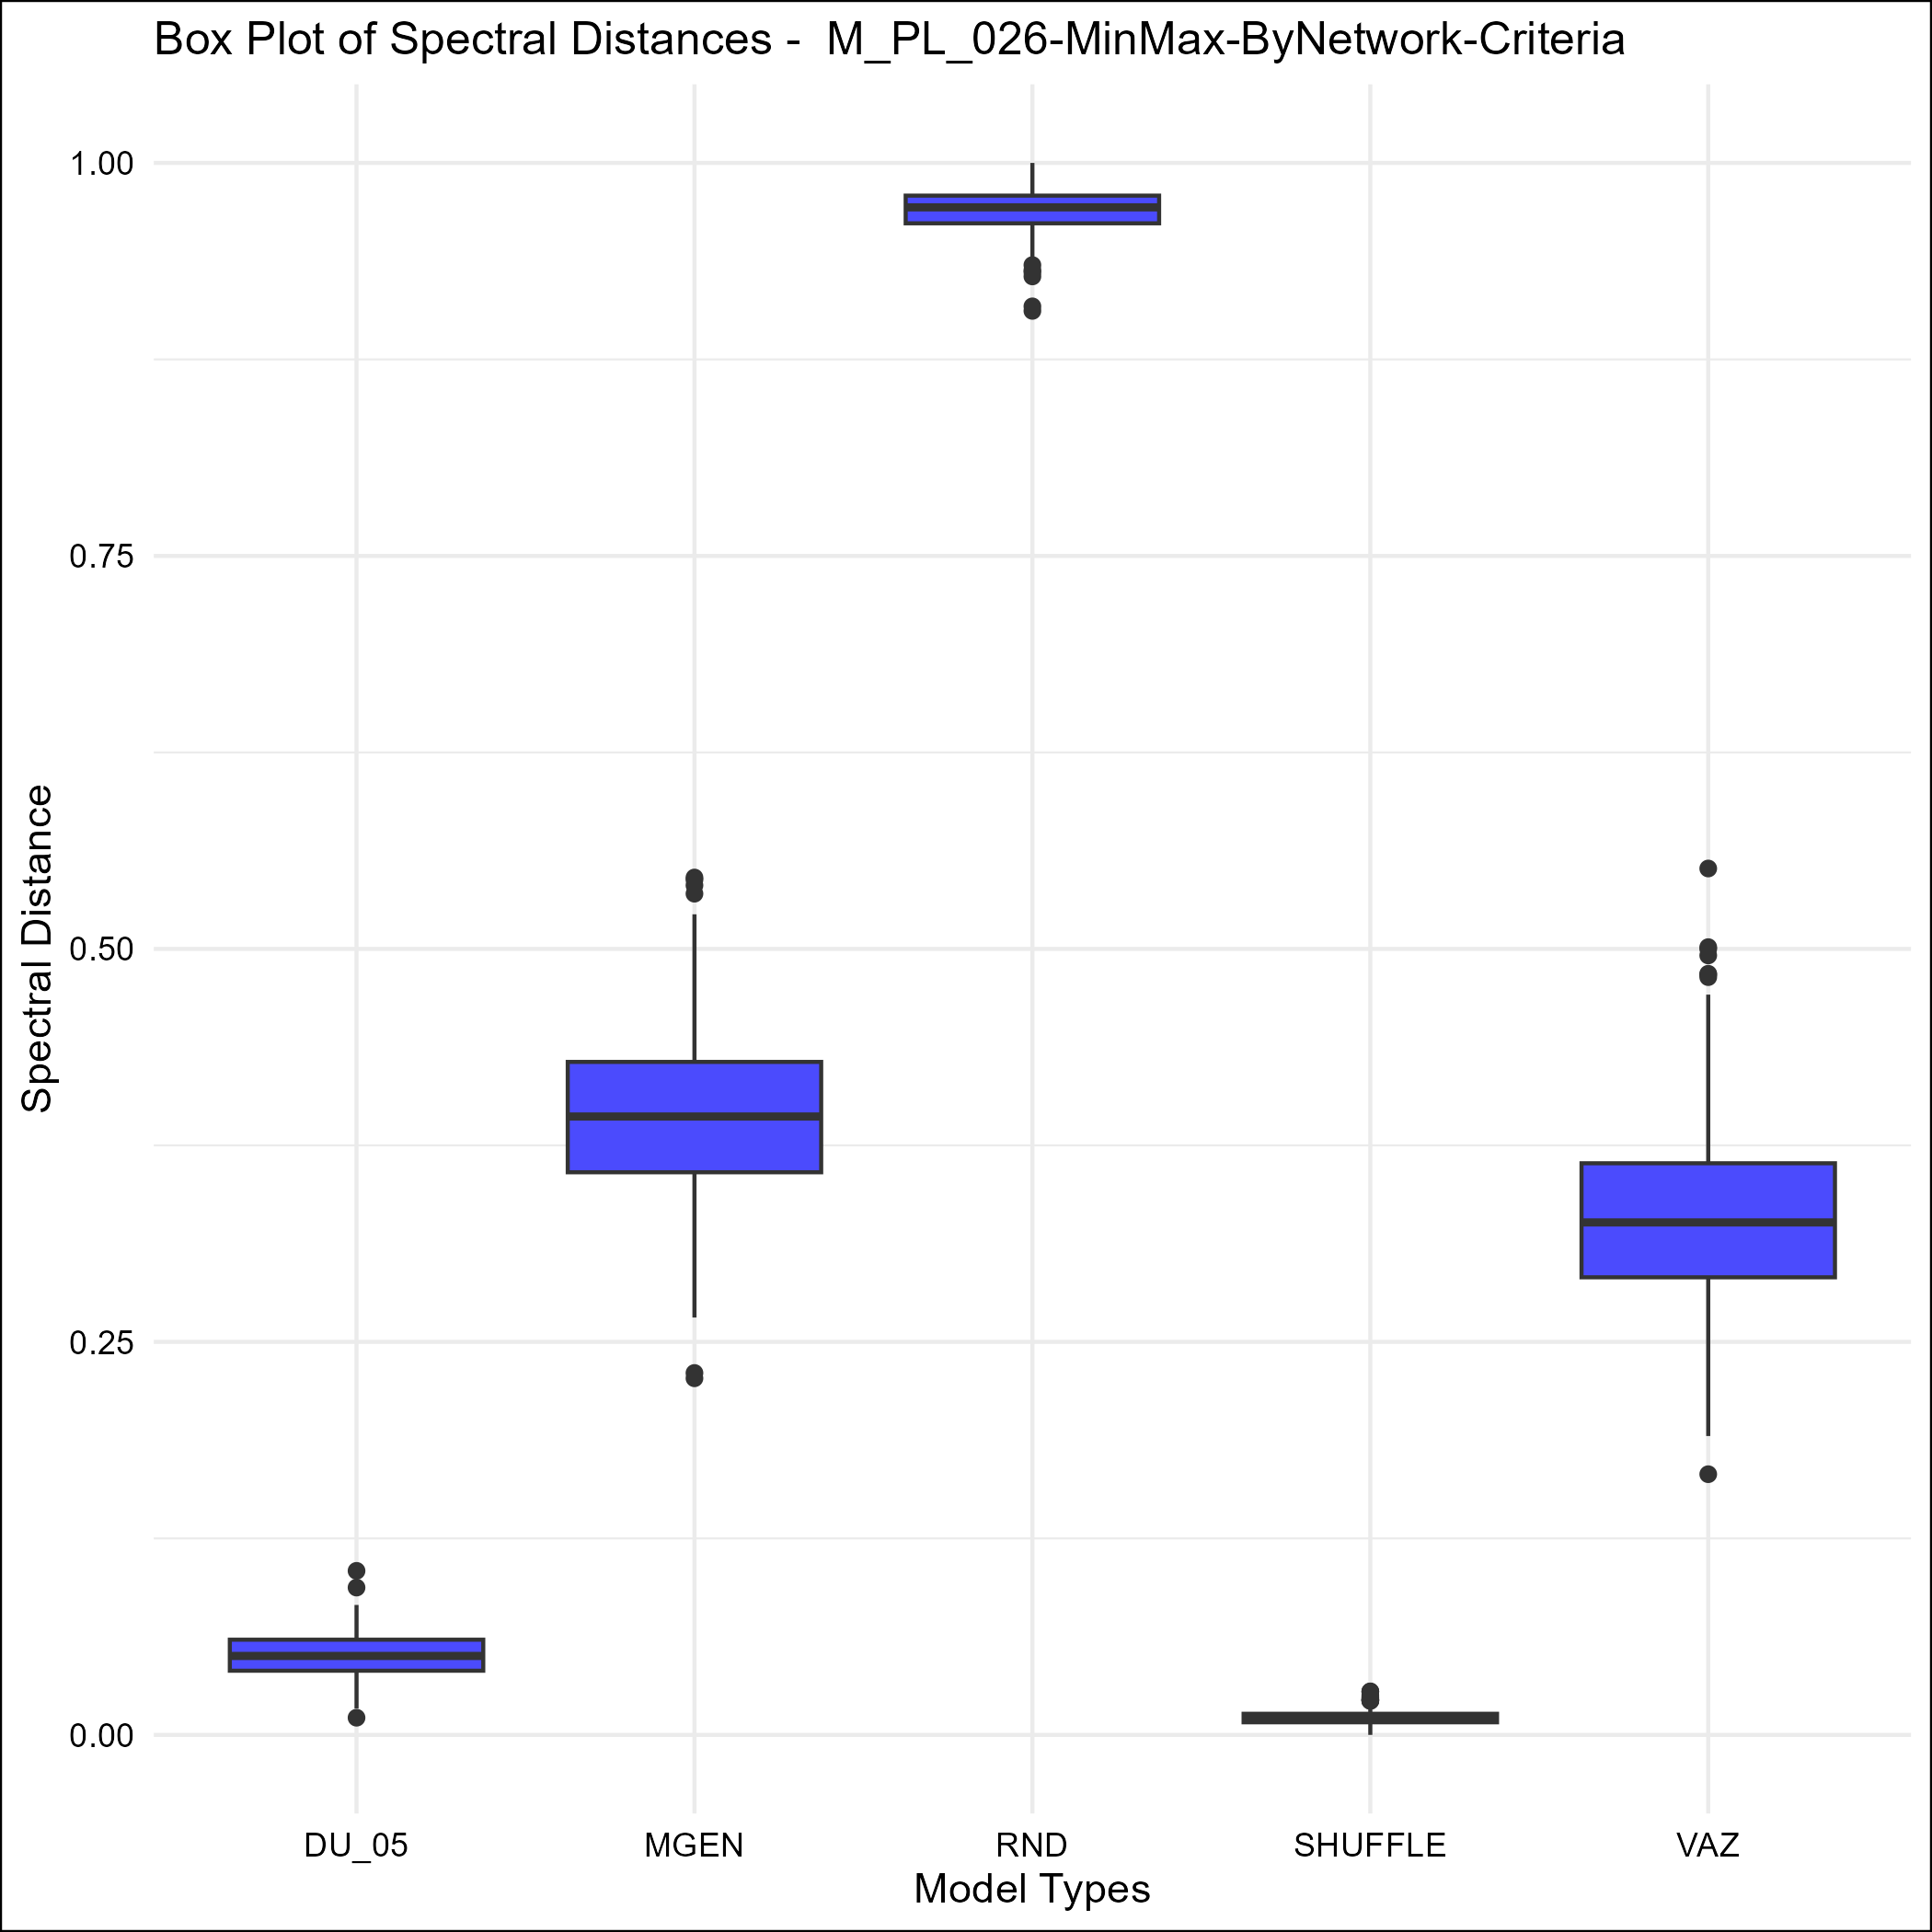 Box Plot of Spectral Distances -  M_PL_026-MinMax-ByNetwork-Criteria
Spectral Distance
1.00
0.75
0.50
0.25
0.00
DU_05 MGEN RND SHUFFLE VAZ
Model Types